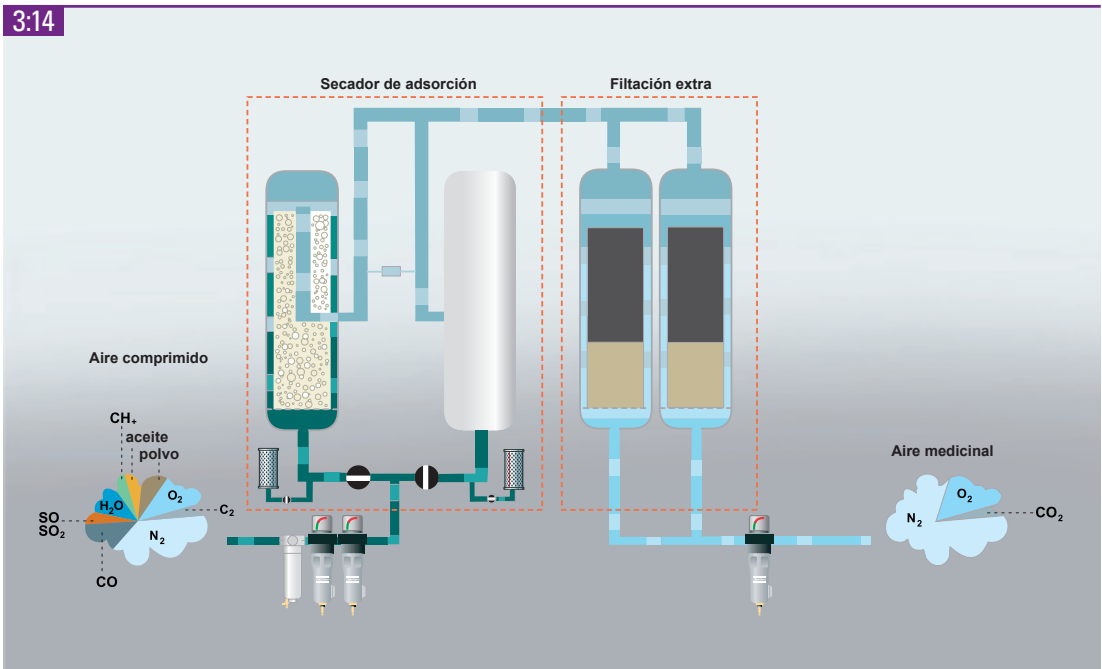 3:14
Secador de adsorción
Filtación extra
Aire comprimido
CH₊
aceite
polvo
H₂O
O₂
C₂
SO
SO₂
N₂
CO
Aire medicinal
O₂
N₂
CO₂